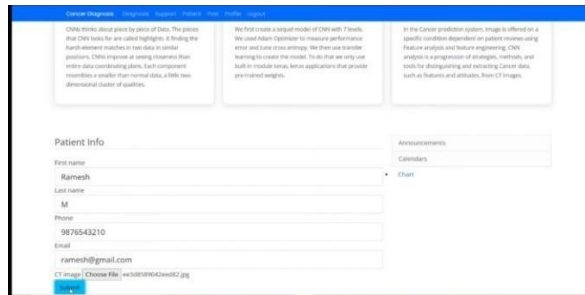 Cancer Diagnosis Diagnosis Support Patient Post Profile Logout
CNNs thinks about piece by piece of Data. The pieces
that CNN looks for are called highlights. It finding the
harsh element matches in two data in similar
positions, CNNs improve at seeing closeness than
entire data coordinating plans. Each component
resembles a smaller than normal data, a little two-
dimensional cluster of qualities.
We first create a sequel model of CNN with 7 levels.
We used Adam Optimizer to measure performance
error and tune cross entropy. We then use transfer
learning to create the model. To do that we only use
built in module keras, keras applications that provide
pre-trained weights.
In the Cancer prediction system, Image is offered on a
specific condition dependent on patient reviews using
Feature analysis and feature engineering. CNN
analysis is a progression of strategies, methods, and
tools for distinguishing and extracting Cancer data,
such as features and attitudes, from CT Images.
Patient Info
First name
Ramesh
Last name
M
Phone
9876543210
Email
ramesh@gmail.com
CT image Choose File ee3d8589042eed82.jpg
Submit
Announcements
Calendars
Chart